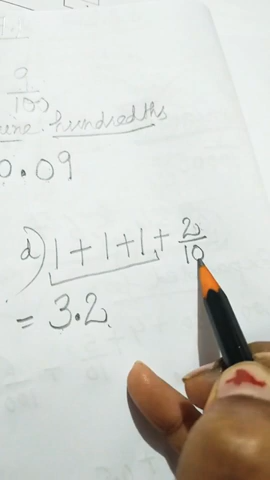 9/100
nine hundredths
0.09
d) 1 + 1 + 1 + 2/10
= 3.2